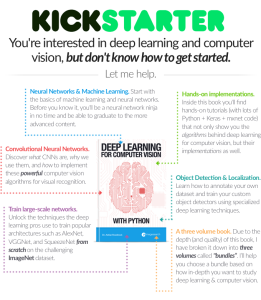 KICKSTARTER
You're interested in deep learning and computer
vision, but don't know how to get started.
Let me help.
Neural Networks & Machine Learning. Start with
the basics of machine learning and neural networks.
Before you know it, you'll be a neural network ninja
in no time and be able to graduate to the more
advanced content.
Hands-on implementations.
Inside this book you'll find
hands-on tutorials (with lots of
Python + Keras + mxnet code)
that not only show you the
algorithms behind deep learning
for computer vision, but their
implementations as well.
Convolutional Neural Networks.
Discover what CNNs are, why we
use them, and how to implement
these powerful computer vision
algorithms for visual recognition.
DEEP LEARNING
FOR COMPUTER VISION
WITH PYTHON
Object Detection & Localization.
Learn how to annotate your own
dataset and train your custom
object detectors using specialized
deep learning techniques.
Train large-scale networks.
Unlock the techniques the deep
learning pros use to train popular
architectures such as AlexNet,
VGGNet, and SqueezeNet from
scratch on the challenging
ImageNet dataset.
A three volume book. Due to the
depth (and quality) of this book, I
have broken it down into three
volumes called "bundles". I'll help
you choose a bundle based on
how in-depth you want to study
deep learning & computer vision.